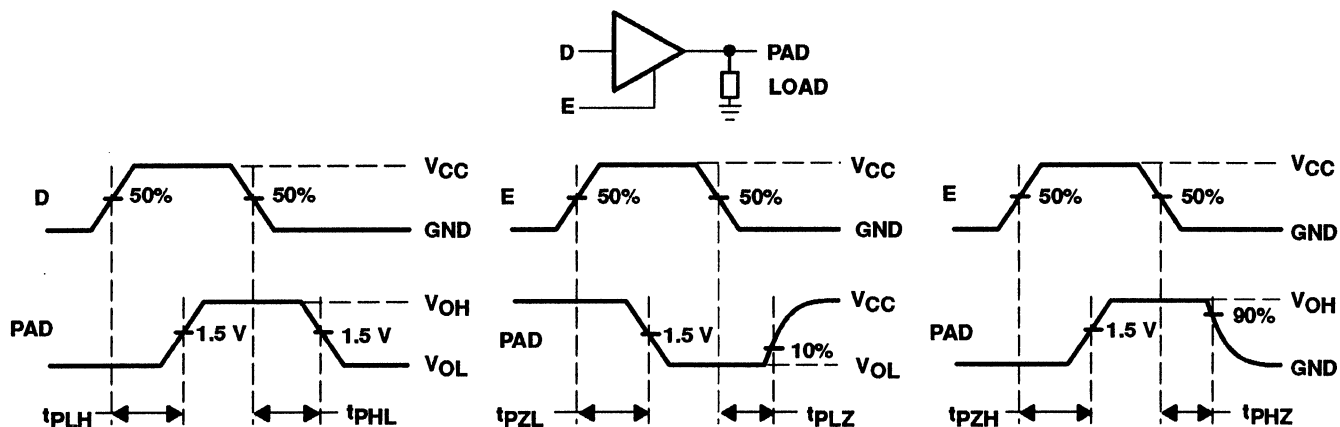 D
PAD
LOAD
E
D
50%
50%
VCC
GND
PAD
1.5 V
1.5 V
VOH
VOL
tPLH
tPHL
E
50%
50%
VCC
GND
PAD
1.5 V
10%
VCC
VOL
tPZL
tPLZ
E
50%
50%
VCC
GND
PAD
1.5 V
90%
VOH
GND
tPZH
tPHZ